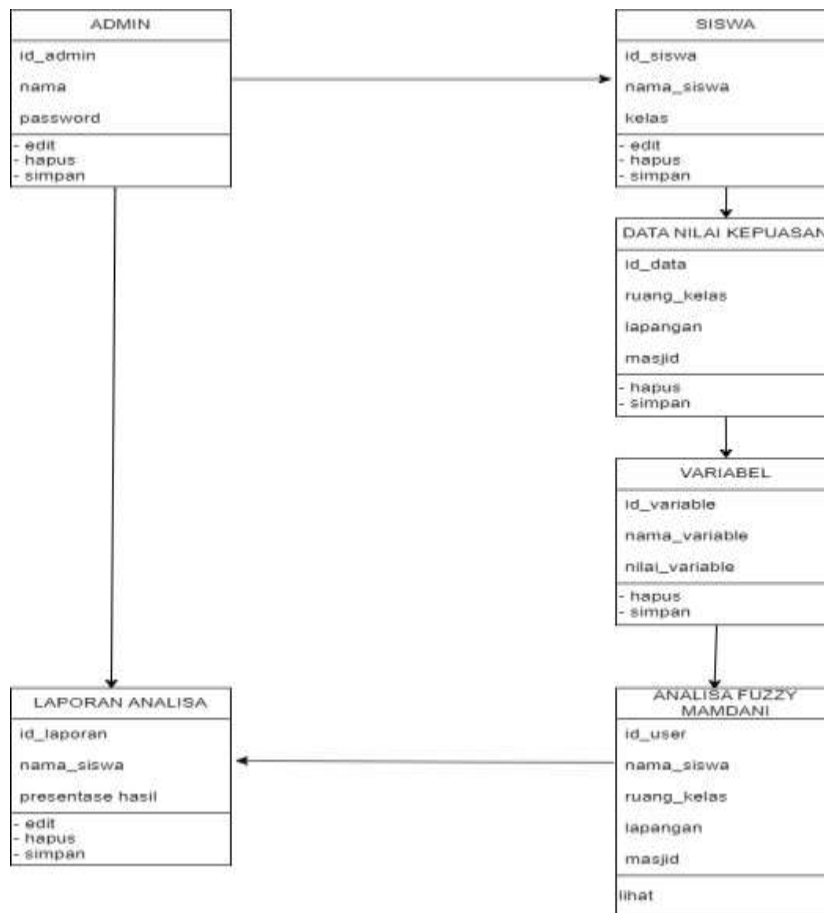 ADMIN
id_admin
nama
password
- edit
- hapus
- simpan
SISWA
id_siswa
nama_siswa
kelas
- edit
- hapus
- simpan
DATA NILAI KEPUASAN
id_data
ruang_kelas
lapangan
masjid
- hapus
- simpan
VARIABEL
id_variable
nama_variable
nilai_variable
- hapus
- simpan
LAPORAN ANALISA
id_laporan
nama_siswa
presentase hasil
- edit
- hapus
- simpan
ANALISA FUZZY
MAMDANI
id_user
nama_siswa
ruang_kelas
lapangan
masjid
lihat